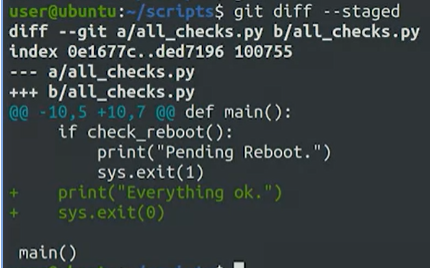 user@ubuntu:~/scripts$ git diff --staged
diff --git a/all_checks.py b/all_checks.py
index 0e1677c..ded7196 100755
--- a/all_checks.py
+++ b/all_checks.py
@@ -10,5 +10,7 @@ def main():
     if check_reboot():
         print("Pending Reboot.")
         sys.exit(1)
+    print("Everything ok.")
+    sys.exit(0)

 main()